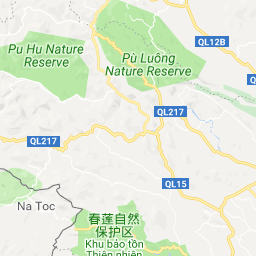 QL12B
Pu Hu Nature
Reserve
Pù Luông
Nature Reserve
QL217
QL217
QL15
Na Toc
春莲自然
保护区
Khu bảo tồn
Thiên nhiên